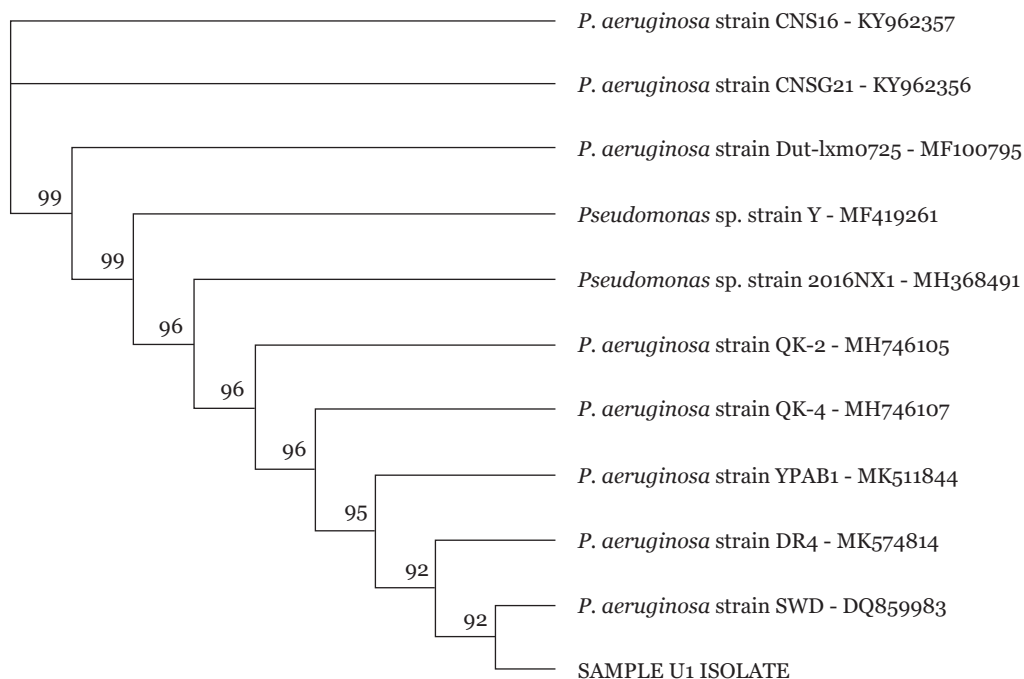 P. aeruginosa strain CNS16 - KY962357
P. aeruginosa strain CNSG21 - KY962356
P. aeruginosa strain Dut-lxm0725 - MF100795
99
Pseudomonas sp. strain Y - MF419261
99
Pseudomonas sp. strain 2016NX1 - MH368491
96
P. aeruginosa strain QK-2 - MH746105
96
P. aeruginosa strain QK-4 - MH746107
96
P. aeruginosa strain YPAB1 - MK511844
95
P. aeruginosa strain DR4 - MK574814
92
P. aeruginosa strain SWD - DQ859983
92
SAMPLE U1 ISOLATE